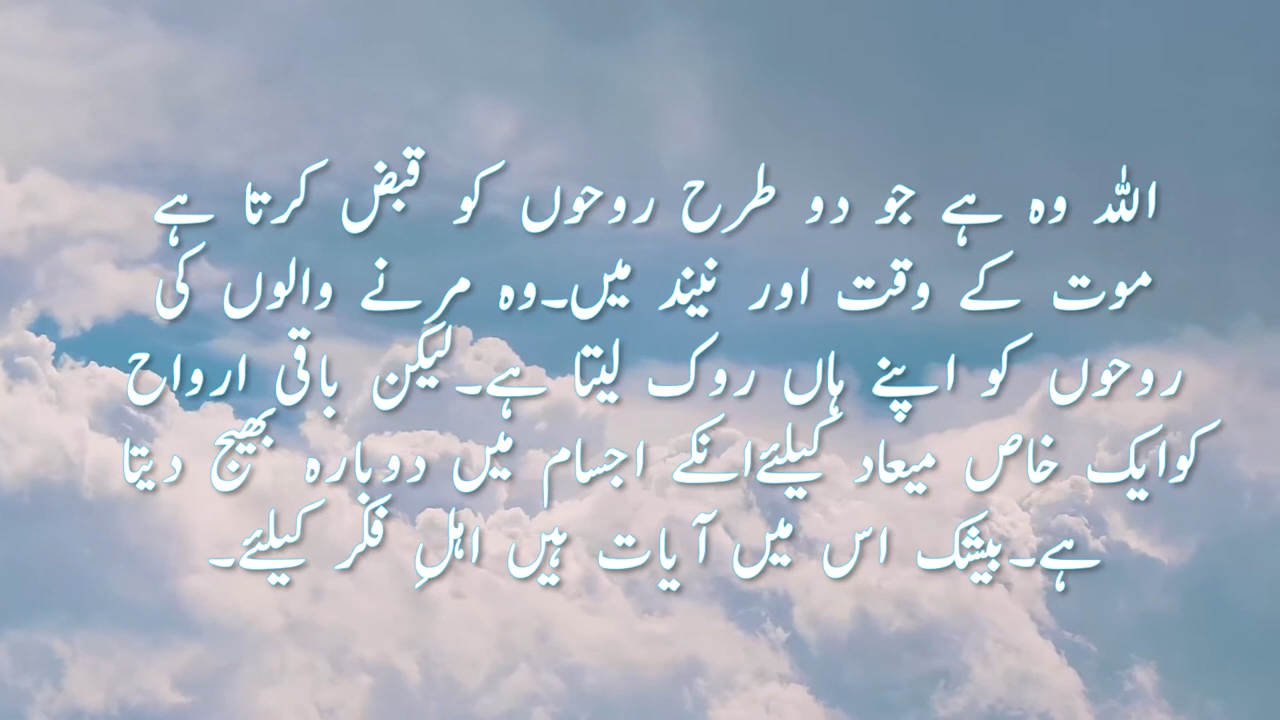 اللہ وہ ہے جو دو طرح روحوں کو قبض کرتا ہے
موت کے وقت اور نیند میں۔وہ مرنے والوں کی
روحوں کو اپنے ہاں روک لیتا ہے۔لیکن باقی ارواح
کوایک خاص میعاد کیلئےانکے اجسام میں دوبارہ بھیج دیتا
ہے۔بیشک اس میں آیات ہیں اہلِ فکر کیلئے۔